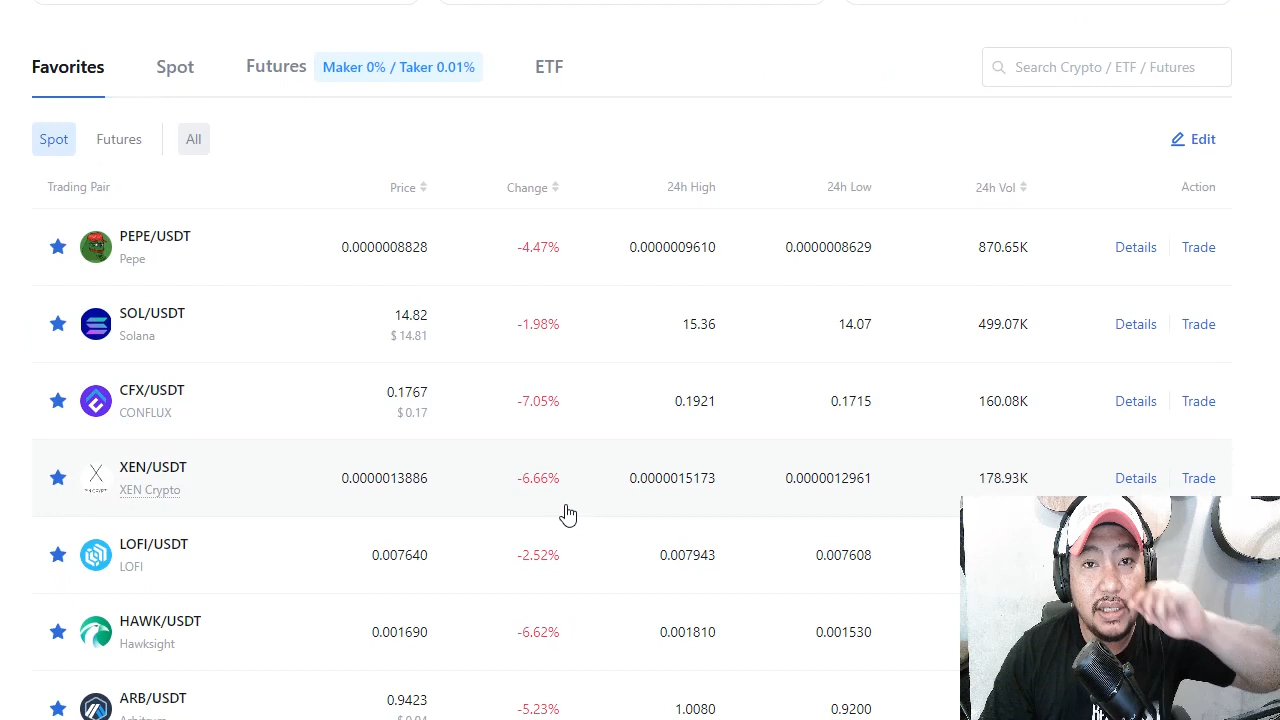 Favorites Spot Futures Maker 0% / Taker 0.01% ETF Search Crypto / ETF / Futures
Spot Futures All Edit
Trading Pair Price Change 24h High 24h Low 24h Vol Action
PEPE/USDT
Pepe
0.0000008828 -4.47% 0.0000009610 0.0000008629 870.65K Details Trade
SOL/USDT
Solana
14.82
$ 14.81
-1.98% 15.36 14.07 499.07K Details Trade
CFX/USDT
CONFLUX
0.1767
$ 0.17
-7.05% 0.1921 0.1715 160.08K Details Trade
XEN/USDT
XEN Crypto
0.0000013886 -6.66% 0.0000015173 0.0000012961 178.93K Details Trade
LOFI/USDT
LOFI
0.007640 -2.52% 0.007943 0.007608
HAWK/USDT
Hawksight
0.001690 -6.62% 0.001810 0.001530
ARB/USDT
Arbitrum
0.9423
$ 0.94
-5.23% 1.0080 0.9200